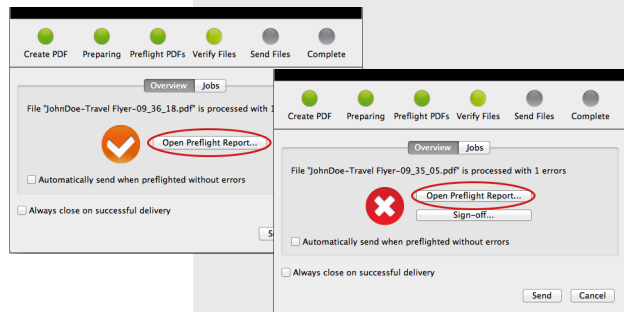 Create PDF Preparing Preflight PDFs Verify Files Send Files Complete
Overview Jobs
File "JohnDoe-Travel Flyer-09_36_18.pdf" is processed with
Open Preflight Report...
Automatically send when preflighted without errors
Always close on successful delivery
Create PDF Preparing Preflight PDFs Verify Files Send Files Complete
Overview Jobs
File "JohnDoe-Travel Flyer-09_35_05.pdf" is processed with 1 errors
Open Preflight Report...
Sign-off...
Automatically send when preflighted without errors
Always close on successful delivery
Send Cancel